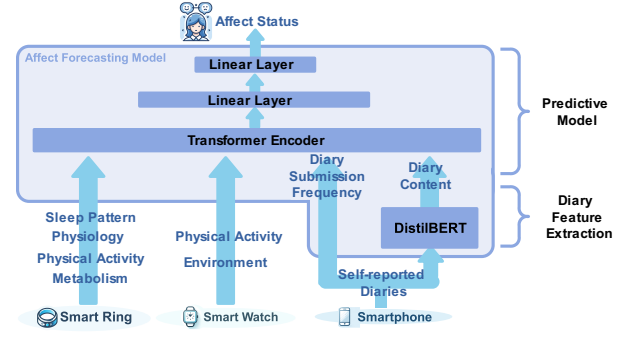 Affect Status
Affect Forecasting Model
Linear Layer
Linear Layer
Transformer Encoder
Predictive
Model
Diary
Submission
Frequency
Diary
Content
DistilBERT
Diary
Feature
Extraction
Sleep Pattern
Physiology
Physical Activity
Metabolism
Physical Activity
Environment
Self-reported
Diaries
Smart Ring
Smart Watch
Smartphone